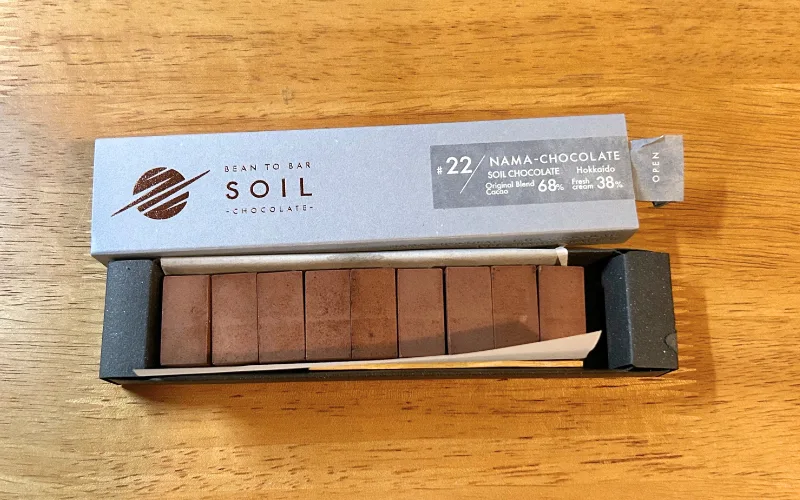 BEAN TO BAR
SOIL
-CHOCOLATE-
#22/ NAMA-CHOCOLATE
SOIL CHOCOLATE Hokkaido
Original Blend Cacao 68% Fresh cream 38%
OPEN